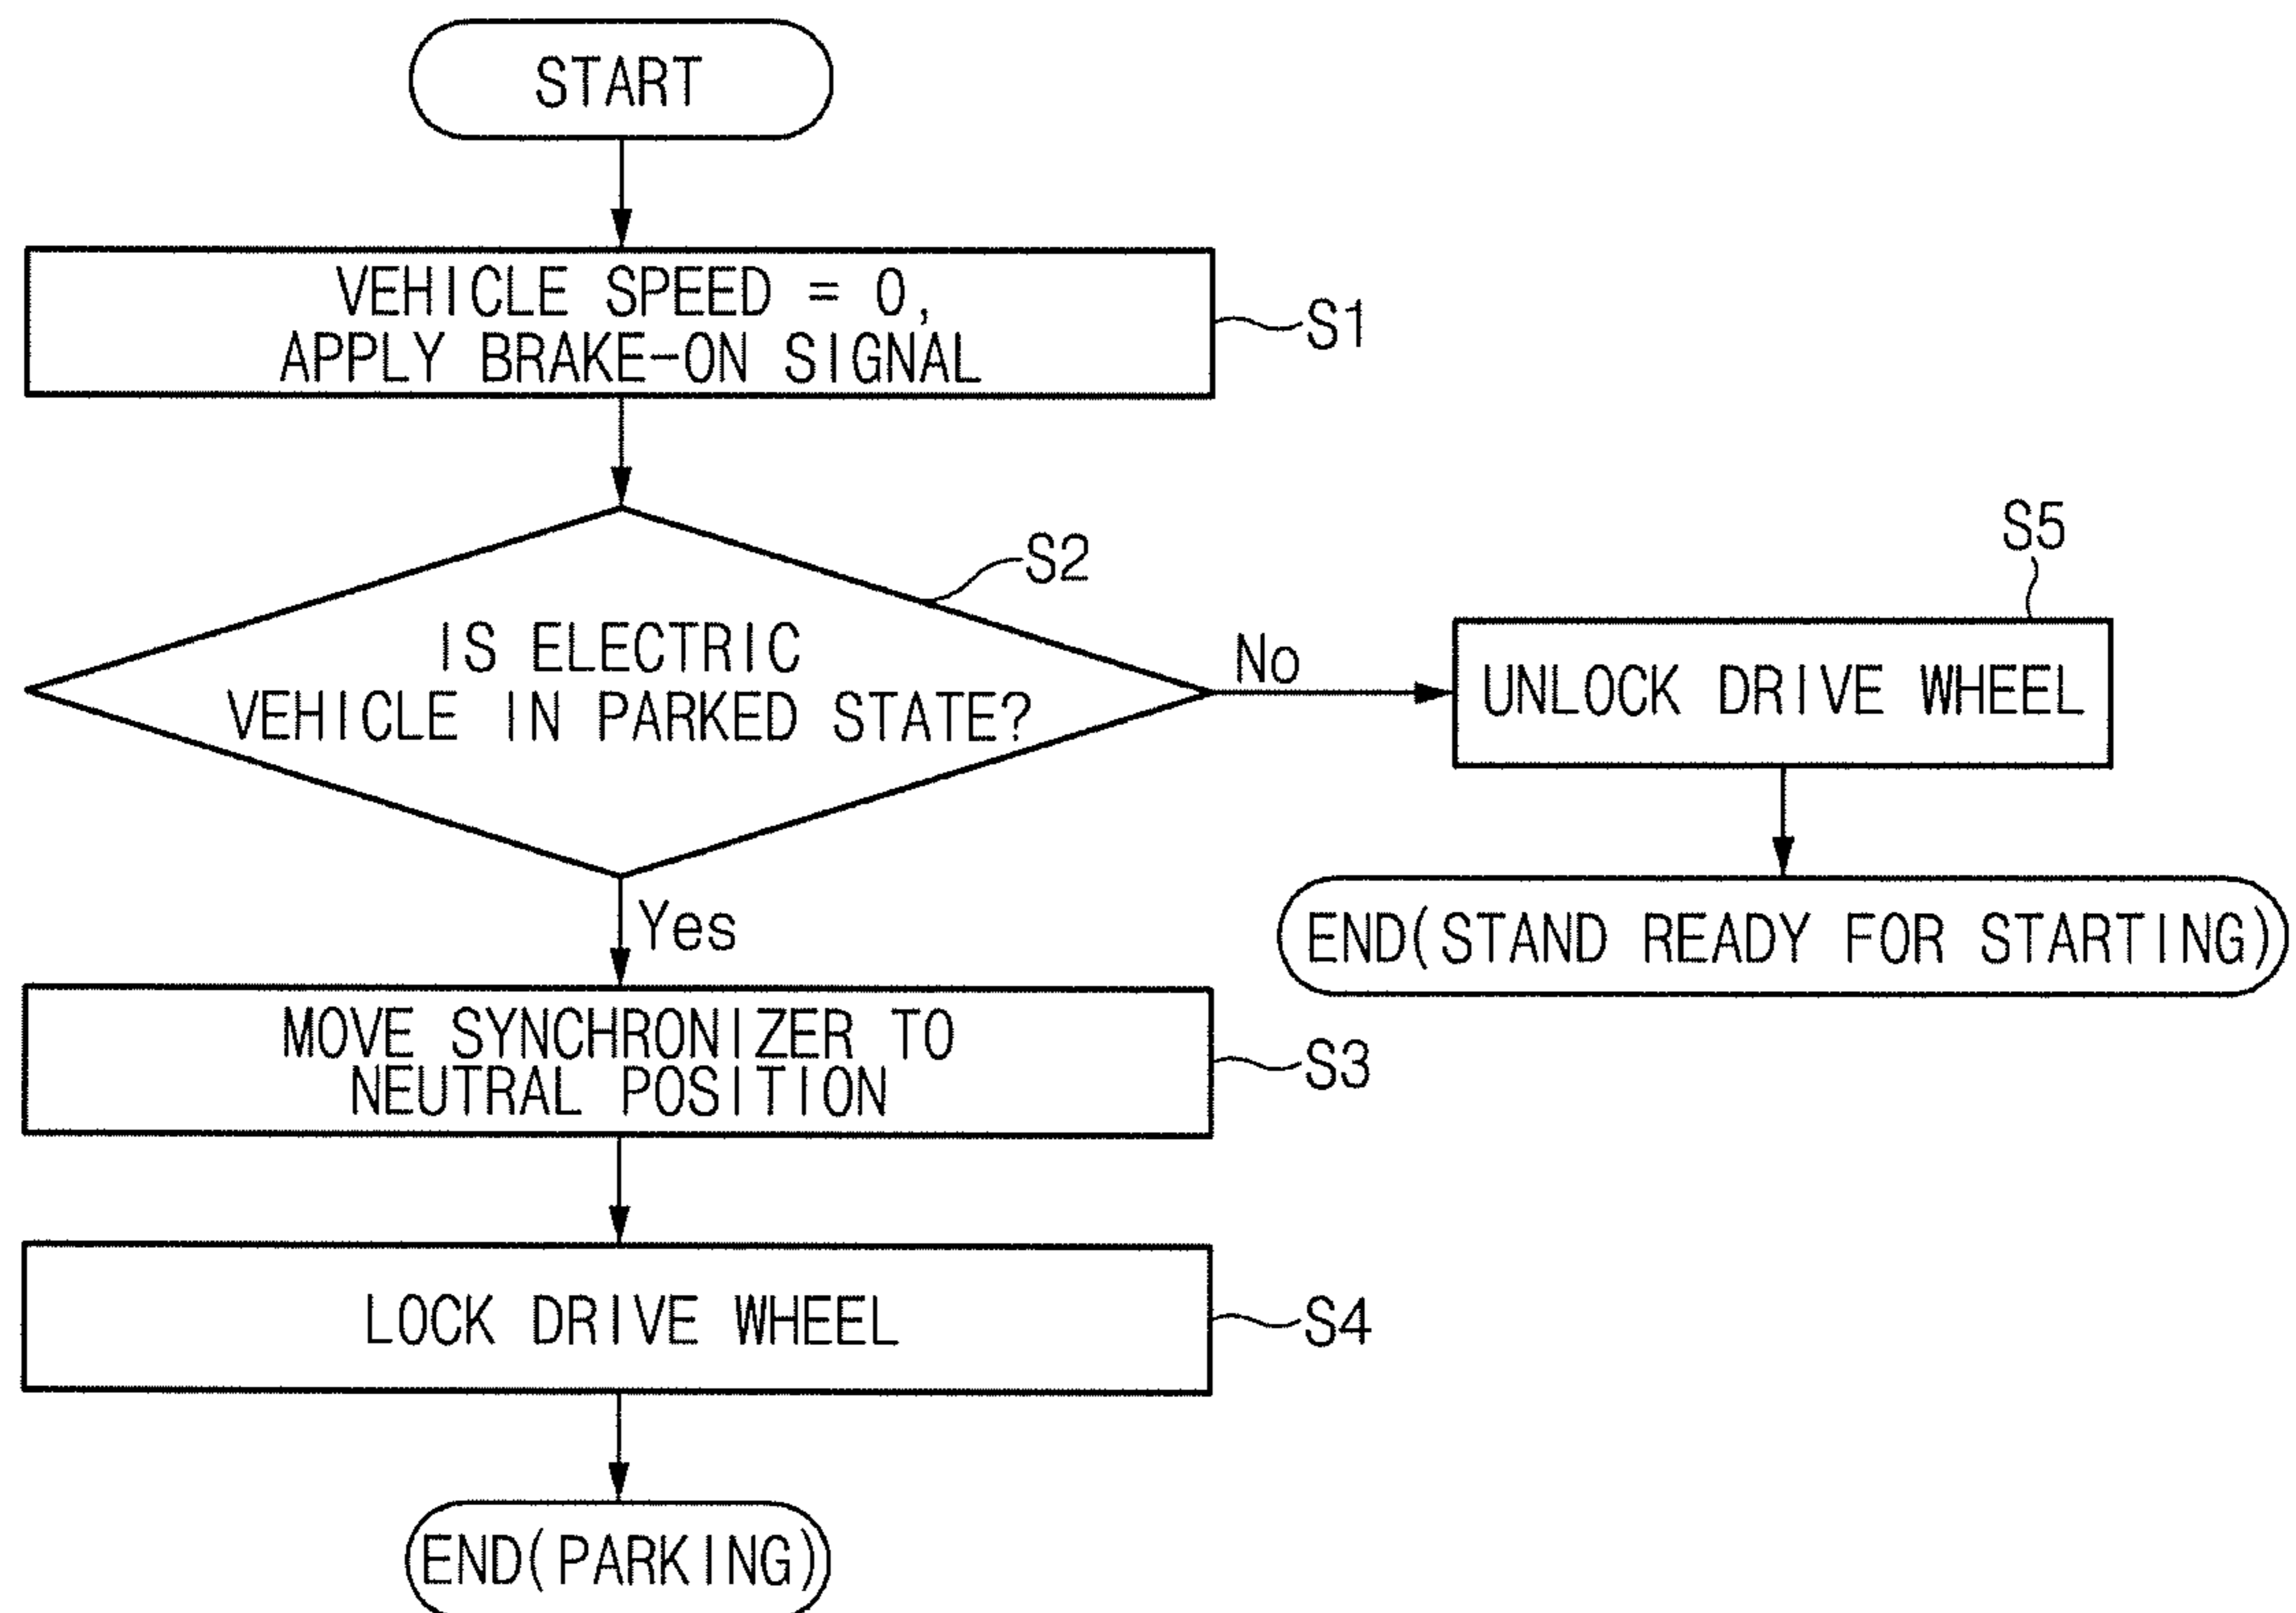 START
VEHICLE SPEED = 0,
APPLY BRAKE-ON SIGNAL
S1
IS ELECTRIC
VEHICLE IN PARKED STATE?
S2
No
S5
UNLOCK DRIVE WHEEL
END(STAND READY FOR STARTING)
Yes
MOVE SYNCHRONIZER TO
NEUTRAL POSITION
S3
LOCK DRIVE WHEEL
S4
END(PARKING)